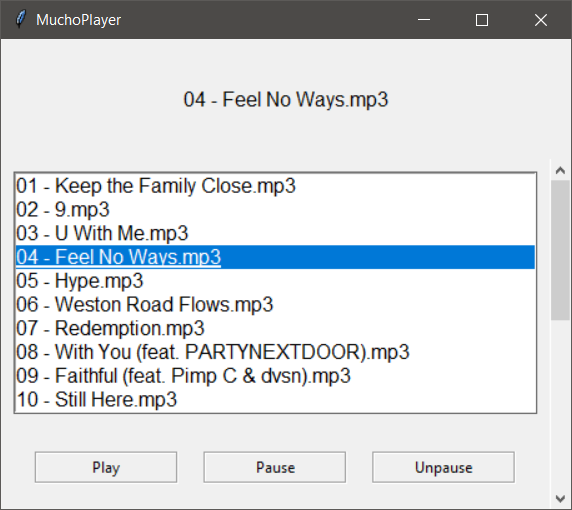 MuchoPlayer
04 - Feel No Ways.mp3
01 - Keep the Family Close.mp3
02 - 9.mp3
03 - U With Me.mp3
04 - Feel No Ways.mp3
05 - Hype.mp3
06 - Weston Road Flows.mp3
07 - Redemption.mp3
08 - With You (feat. PARTYNEXTDOOR).mp3
09 - Faithful (feat. Pimp C & dvsn).mp3
10 - Still Here.mp3
Play Pause Unpause